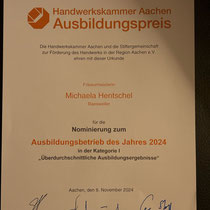 Handwerkskammer Aachen
Ausbildungspreis
Die Handwerkskammer Aachen und die Stiftergemeinschaft
zur Förderung des Handwerks in der Region Aachen e.V.
ehren mit dieser Urkunde
Friseurmeisterin
Michaela Hentschel
für die
Nominierung zum
Ausbildungsbetrieb des Jahres 2024
in der Kategorie I
„Überdurchschnittliche Ausbildungsergebnisse"
Aachen, den 9. November 2024